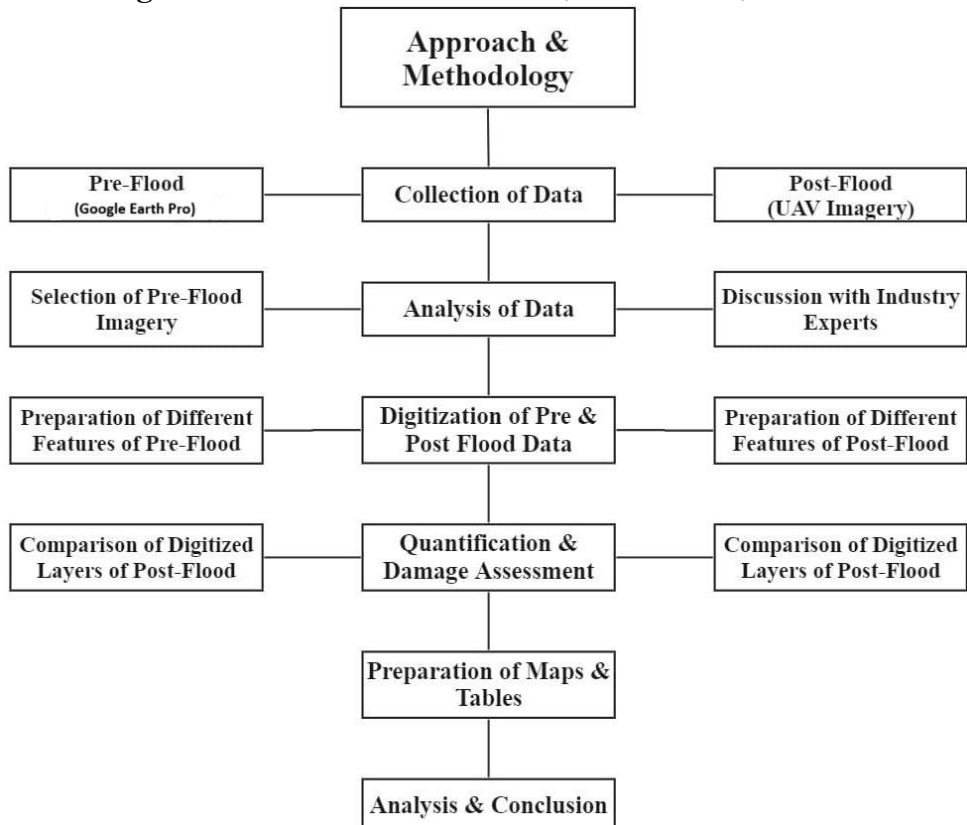 Approach &
Methodology
Pre-Flood
(Google Earth Pro)
Collection of Data
Post-Flood
(UAV Imagery)
Selection of Pre-Flood
Imagery
Analysis of Data
Discussion with Industry
Experts
Preparation of Different
Features of Pre-Flood
Digitization of Pre &
Post Flood Data
Preparation of Different
Features of Post-Flood
Comparison of Digitized
Layers of Post-Flood
Quantification &
Damage Assessment
Comparison of Digitized
Layers of Post-Flood
Preparation of Maps &
Tables
Analysis & Conclusion